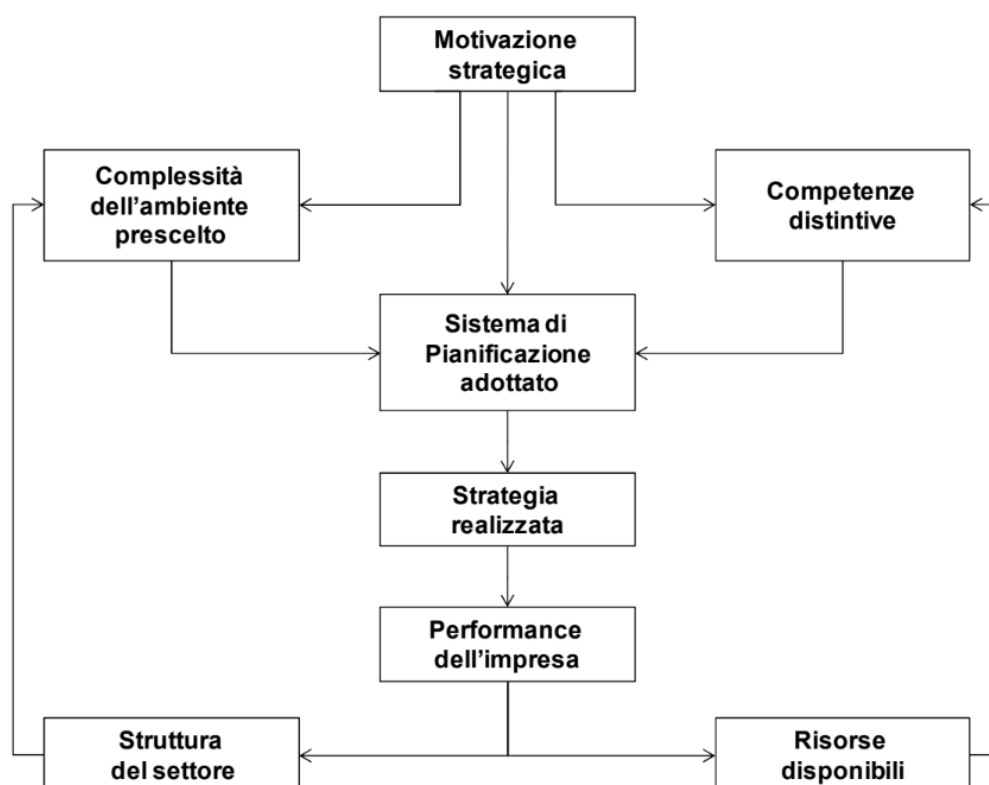 Motivazione
strategica
Complessità
dell’ambiente
prescelto
Competenze
distintive
Sistema di
Pianificazione
adottato
Strategia
realizzata
Performance
dell’impresa
Struttura
del settore
Risorse
disponibili